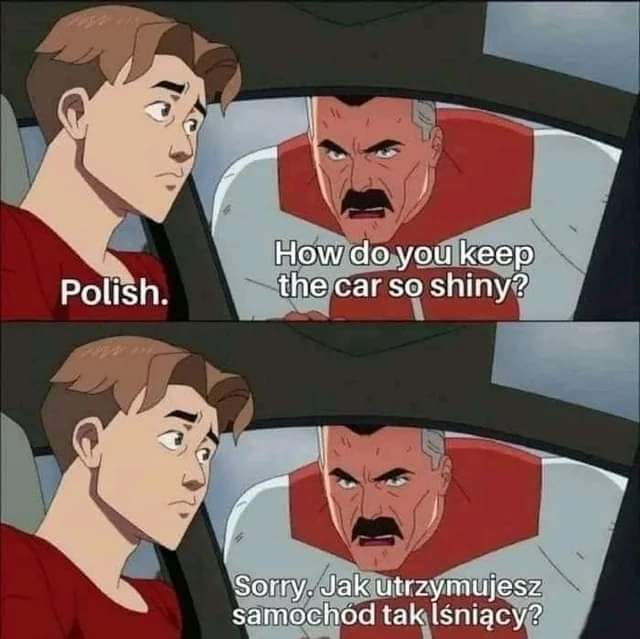 How do you keep
the car so shiny?
Polish.
Sorry. Jak utrzymujesz
samochód tak lśniący?